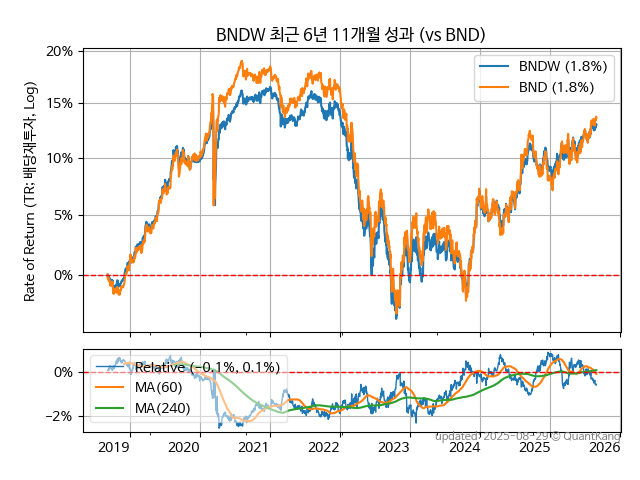 BNDW 최근 6년 11개월 성과 (vs BND)
Rate of Return (TR: 배당재투자, Log)
20%
15%
10%
5%
0%
BNDW (1.8%)
BND (1.8%)
0%
−2%
Relative (−0.1%, 0.1%)
MA(60)
MA(240)
updated: 2025-08-29 © QuantKang
2019
2020
2021
2022
2023
2024
2025
2026